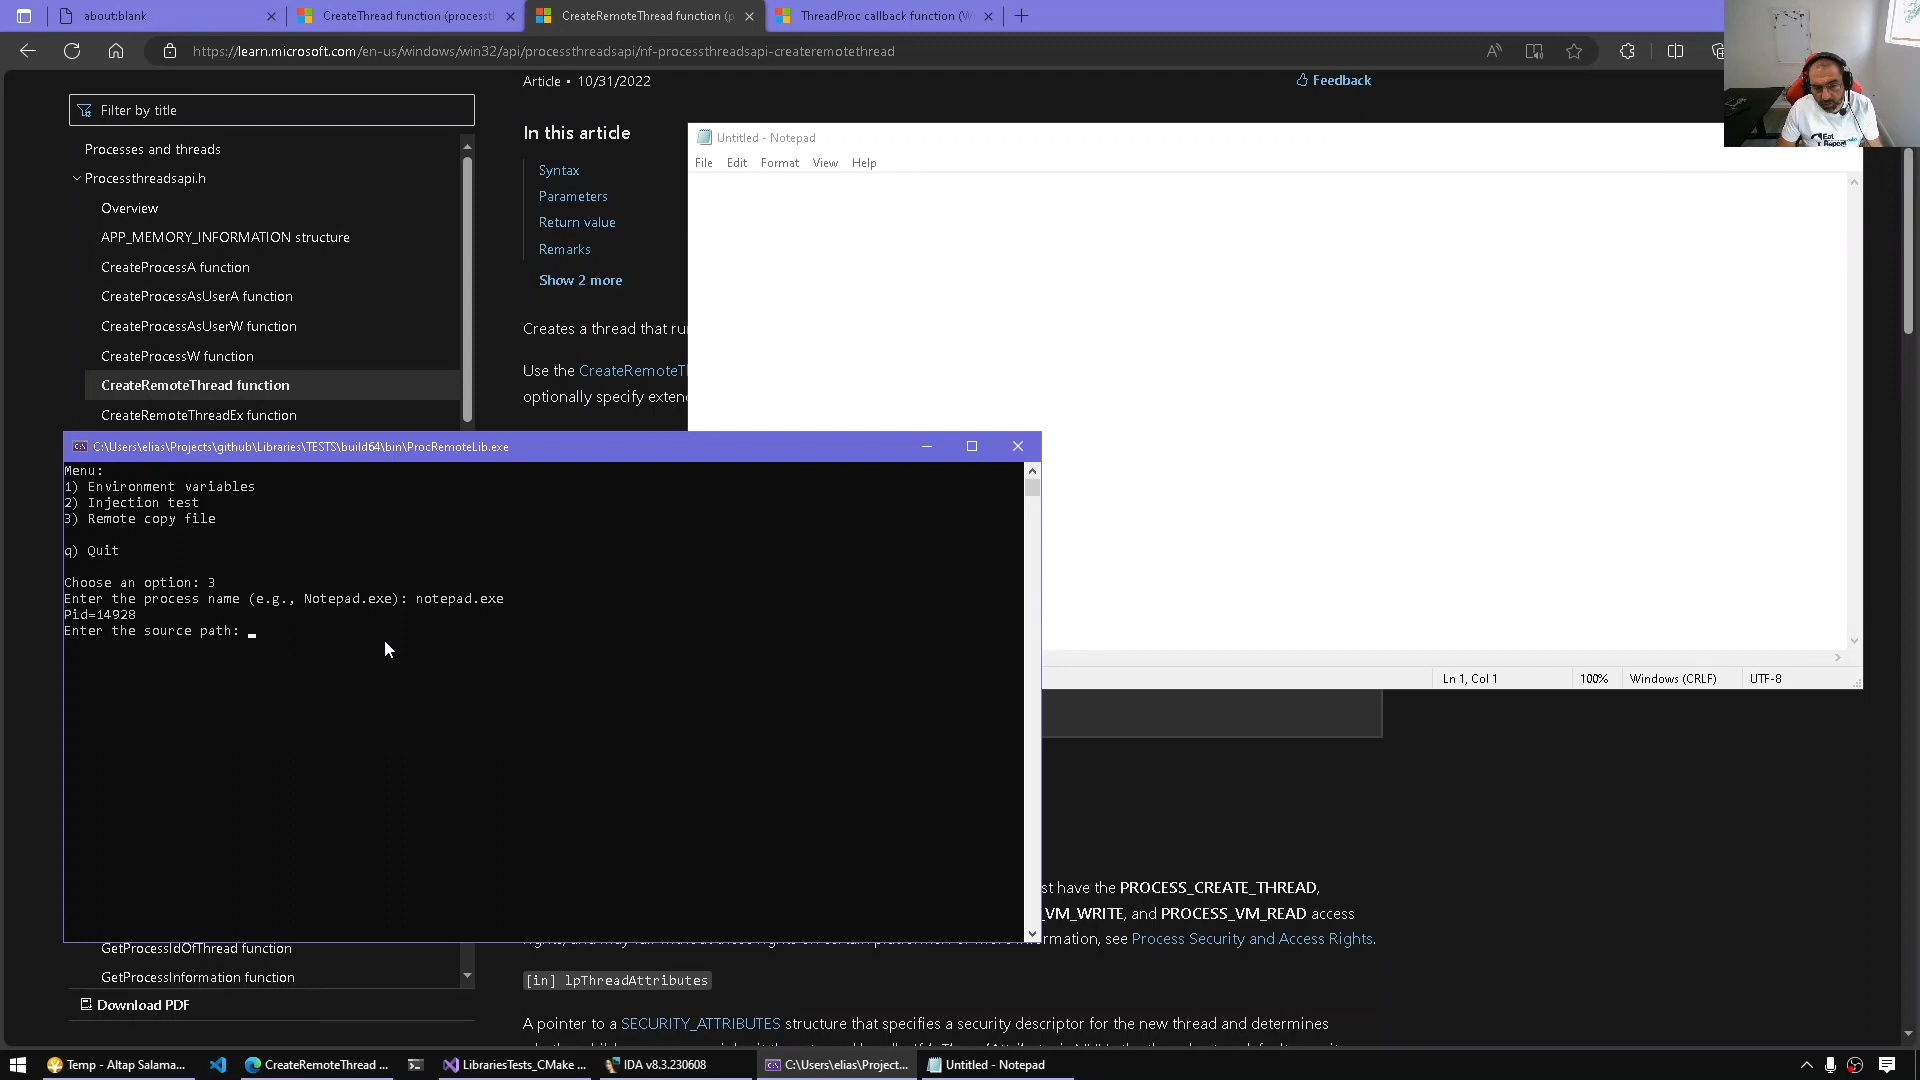 about:blank
CreateThread function (processth
CreateRemoteThread function (p
ThreadProc callback function (W
https://learn.microsoft.com/en-us/windows/win32/api/processthreadsapi/nf-processthreadsapi-createremotethread
Article • 10/31/2022
Feedback
Filter by title
Processes and threads
Processthreadsapi.h
Overview
APP_MEMORY_INFORMATION structure
CreateProcessA function
CreateProcessAsUserA function
CreateProcessAsUserW function
CreateProcessW function
CreateRemoteThread function
CreateRemoteThreadEx function
In this article
Syntax
Parameters
Return value
Remarks
Show 2 more
Creates a thread that ru
Use the CreateRemoteT
optionally specify exten
Untitled - Notepad
File Edit Format View Help
Ln 1, Col 1 100% Windows (CRLF) UTF-8
C:\Users\elias\Projects\github\Libraries\TESTS\build64\bin\ProcRemoteLib.exe
Menu:
1) Environment variables
2) Injection test
3) Remote copy file
q) Quit
Choose an option: 3
Enter the process name (e.g., Notepad.exe): notepad.exe
Pid=14928
Enter the source path:
st have the PROCESS_CREATE_THREAD,
_VM_WRITE, and PROCESS_VM_READ access
rmation, see Process Security and Access Rights.
GetProcessIdOfThread function
GetProcessInformation function
Download PDF
[in] lpThreadAttributes
A pointer to a SECURITY_ATTRIBUTES structure that specifies a security descriptor for the new thread and determines
Temp - Altap Salama...
CreateRemoteThread ...
LibrariesTests_CMake ...
IDA v8.3.230608
C:\Users\elias\Project...
Untitled - Notepad
Eat
Repeat